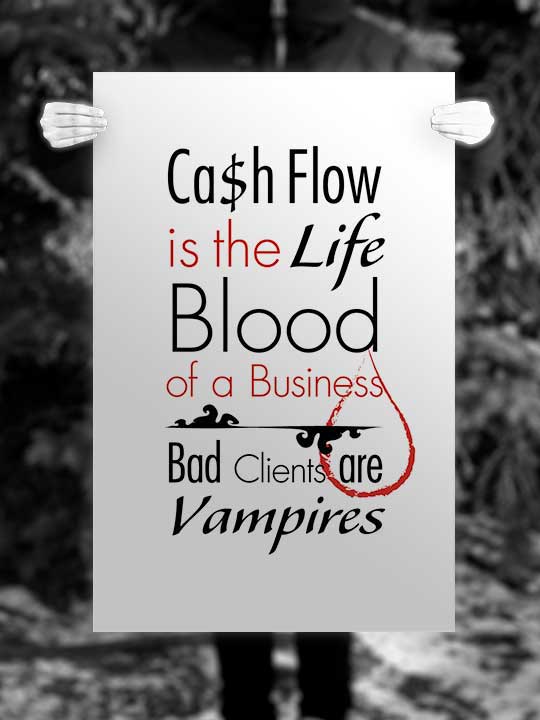 Ca$h Flow
is the Life
Blood
of a Business
Bad Clients are
Vampires